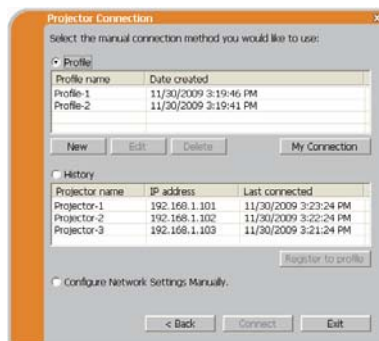 Projector Connection x
Select the manual connection method you would like to use:
Profile
Profile name Date created
Profile-1 11/30/2009 3:19:46 PM
Profile-2 11/30/2009 3:19:41 PM
New Edit Delete My Connection
History
Projector name IP address Last connected
Projector-1 192.168.1.101 11/30/2009 3:23:24 PM
Projector-2 192.168.1.102 11/30/2009 3:22:24 PM
Projector-3 192.168.1.103 11/30/2009 3:21:24 PM
Register to profile
Configure Network Settings Manually.
< Back Connect Exit